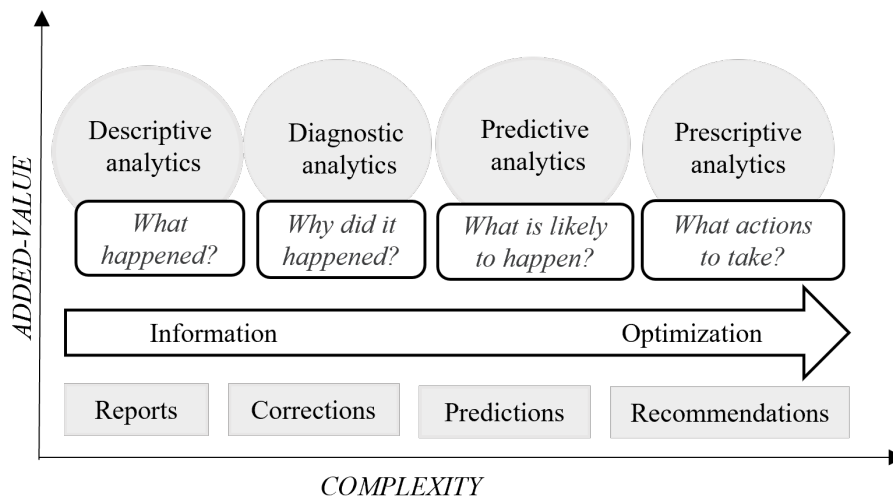 Descriptive
analytics
Diagnostic
analytics
Predictive
analytics
Prescriptive
analytics
What
happened?
Why did it
happened?
What is likely
to happen?
What actions
to take?
ADDED-VALUE
Information
Optimization
Reports
Corrections
Predictions
Recommendations
COMPLEXITY